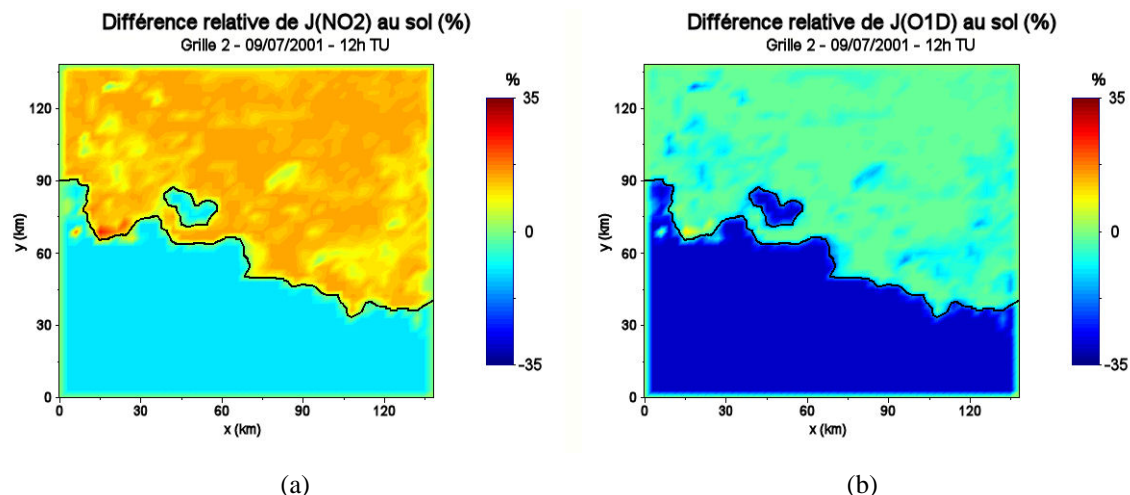 Différence relative de J(NO2) au sol (%)
Grille 2 - 09/07/2001 - 12h TU
%
35
0
-35
120
90
60
30
0
y (km)
0 30 60 90 120
x (km)
(a)
Différence relative de J(O1D) au sol (%)
Grille 2 - 09/07/2001 - 12h TU
%
35
0
-35
120
90
60
30
0
y (km)
0 30 60 90 120
x (km)
(b)